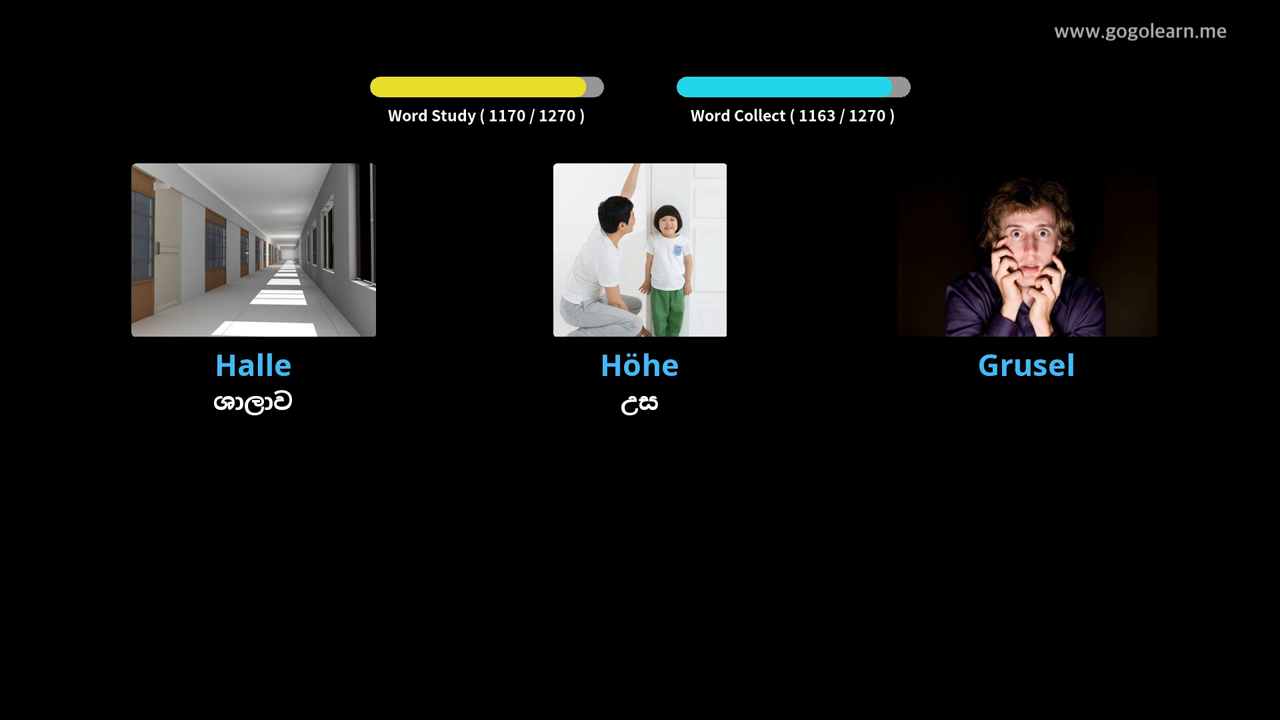 www.gogolearn.me
Word Study ( 1170 / 1270 )
Word Collect ( 1163 / 1270 )
Halle
ශාලාව
Höhe
උස
Grusel